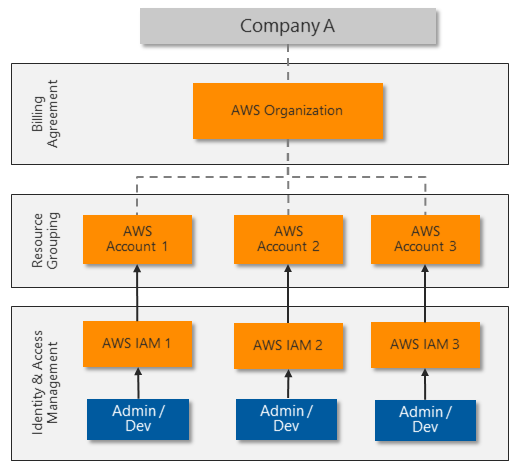 Company A
Billing
Agreement
AWS Organization
Resource
Grouping
AWS
Account 1
AWS
Account 2
AWS
Account 3
Identity & Access
Management
AWS IAM 1
AWS IAM 2
AWS IAM 3
Admin /
Dev
Admin /
Dev
Admin /
Dev